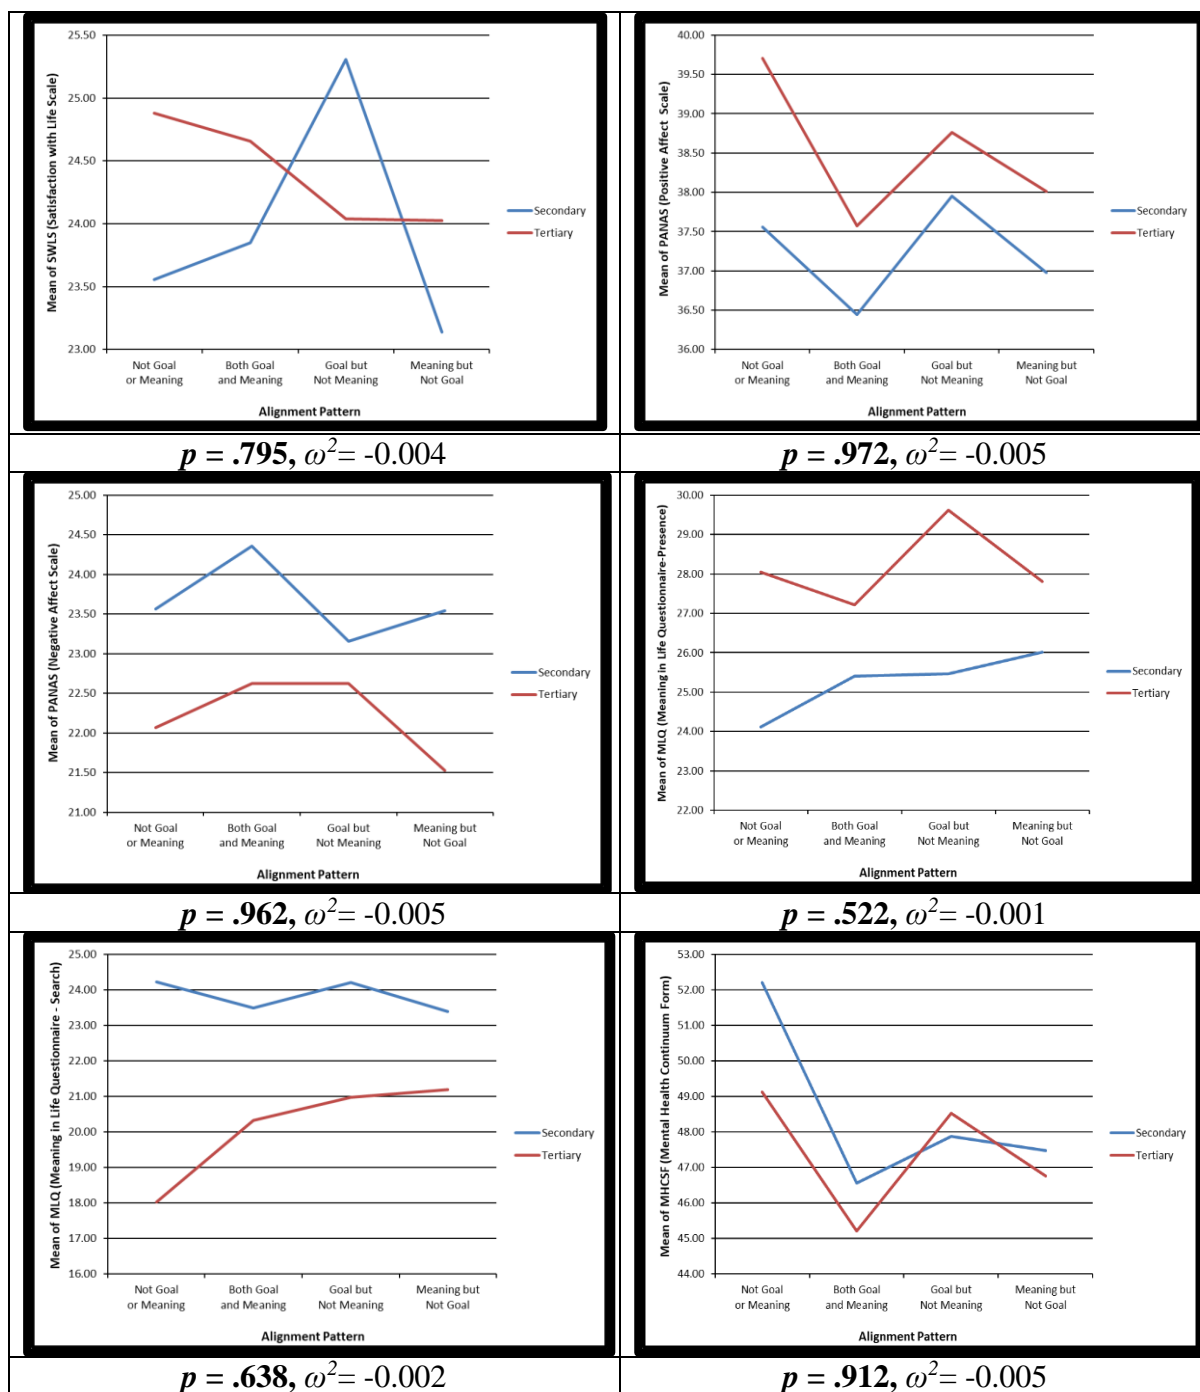 Mean of SWLS (Satisfaction with Life Scale)
25.50
25.00
24.50
24.00
23.50
23.00
Not Goal
or Meaning
Both Goal
and Meaning
Goal but
Not Meaning
Meaning but
Not Goal
Alignment Pattern
Secondary
Tertiary
p = .795, ω²= -0.004
Mean of PANAS (Positive Affect Scale)
40.00
39.50
39.00
38.50
38.00
37.50
37.00
36.50
36.00
Not Goal
or Meaning
Both Goal
and Meaning
Goal but
Not Meaning
Meaning but
Not Goal
Alignment Pattern
Secondary
Tertiary
p = .972, ω²= -0.005
Mean of PANAS (Negative Affect Scale)
25.00
24.50
24.00
23.50
23.00
22.50
22.00
21.50
21.00
Not Goal
or Meaning
Both Goal
and Meaning
Goal but
Not Meaning
Meaning but
Not Goal
Alignment Pattern
Secondary
Tertiary
p = .962, ω²= -0.005
Mean of MLQ (Meaning in Life Questionnaire-Presence)
30.00
29.00
28.00
27.00
26.00
25.00
24.00
23.00
22.00
Not Goal
or Meaning
Both Goal
and Meaning
Goal but
Not Meaning
Meaning but
Not Goal
Alignment Pattern
Secondary
Tertiary
p = .522, ω²= -0.001
Mean of MLQ (Meaning in Life Questionnaire - Search)
25.00
24.00
23.00
22.00
21.00
20.00
19.00
18.00
17.00
16.00
Not Goal
or Meaning
Both Goal
and Meaning
Goal but
Not Meaning
Meaning but
Not Goal
Alignment Pattern
Secondary
Tertiary
p = .638, ω²= -0.002
Mean of MHCSF (Mental Health Continuum Form)
53.00
52.00
51.00
50.00
49.00
48.00
47.00
46.00
45.00
44.00
Not Goal
or Meaning
Both Goal
and Meaning
Goal but
Not Meaning
Meaning but
Not Goal
Alignment Pattern
Secondary
Tertiary
p = .912, ω²= -0.005